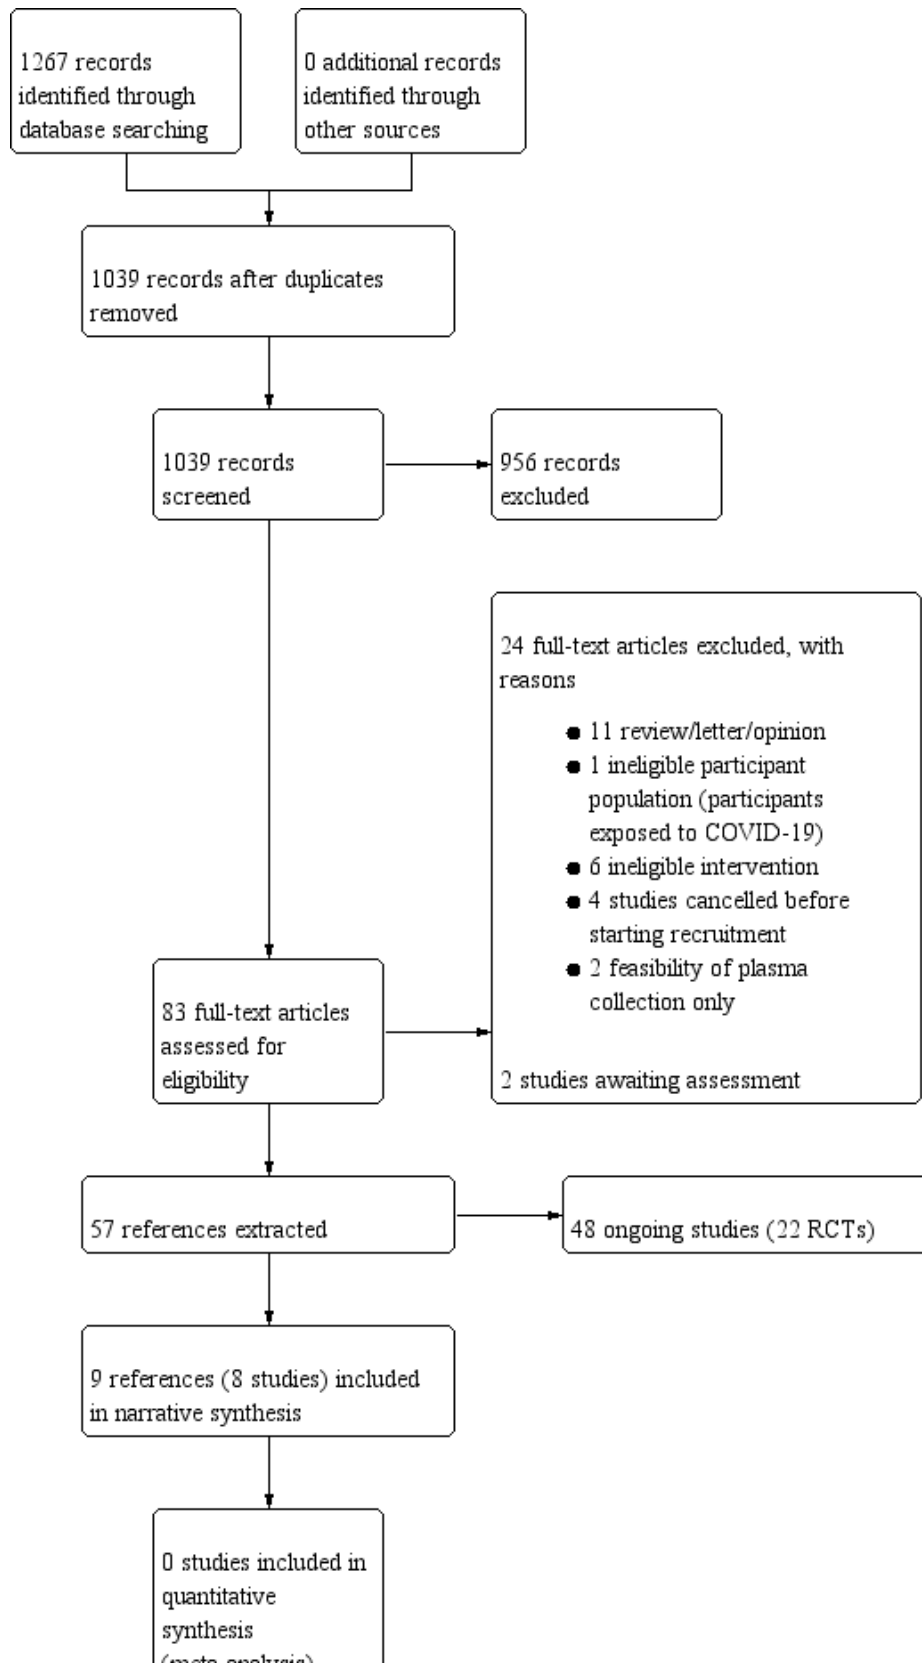 1267 records
identified through
database searching
0 additional records
identified through
other sources
1039 records after duplicates
removed
1039 records
screened
956 records
excluded
24 full-text articles excluded, with
reasons
● 11 review/letter/opinion
● 1 ineligible participant
population (participants
exposed to COVID-19)
● 6 ineligible intervention
● 4 studies cancelled before
starting recruitment
● 2 feasibility of plasma
collection only
2 studies awaiting assessment
83 full-text articles
assessed for
eligibility
57 references extracted
48 ongoing studies (22 RCTs)
9 references (8 studies) included
in narrative synthesis
0 studies included in
quantitative
synthesis
(meta-analysis)